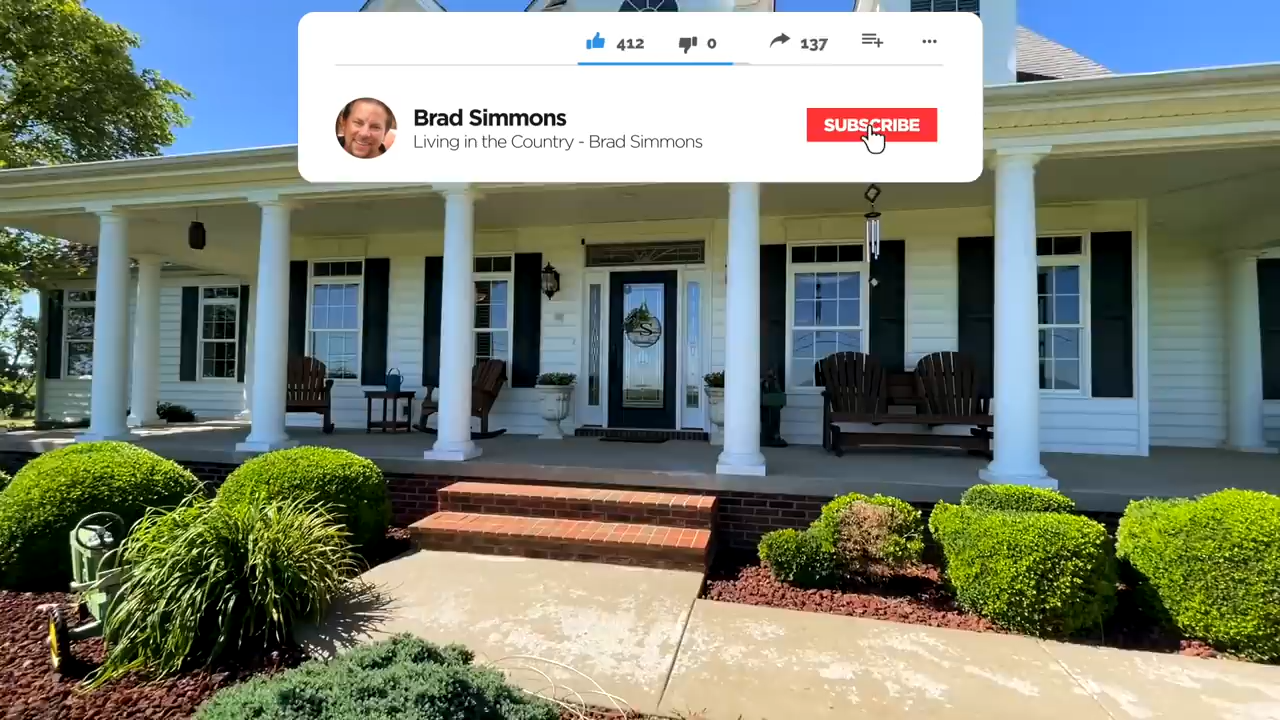 412 0 137
Brad Simmons
Living in the Country - Brad Simmons
SUBSCRIBE
S